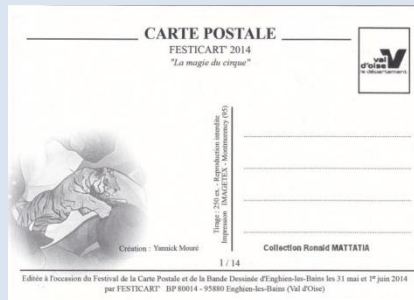 CARTE POSTALE
FESTICART' 2014
"La magie du cirque"
val
d'oise
le département
Tirage : 250 ex. - Reproduction interdite
Impression IMAGETEX - Montmorency (95)
Création : Yannick Mouré
Collection Ronald MATTATIA
1 / 14
Editée à l'occasion du Festival de la Carte Postale et de la Bande Dessinée d'Enghien-les-Bains les 31 mai et 1er juin 2014
par FESTICART' BP 80014 - 95880 Enghien-les-Bains (Val d'Oise)